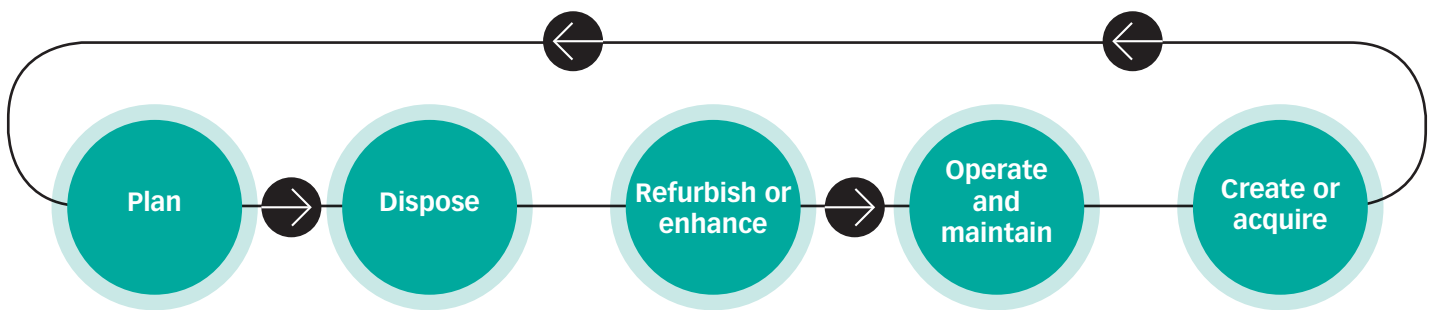 Plan
Dispose
Refurbish or
enhance
Operate
and
maintain
Create or
acquire